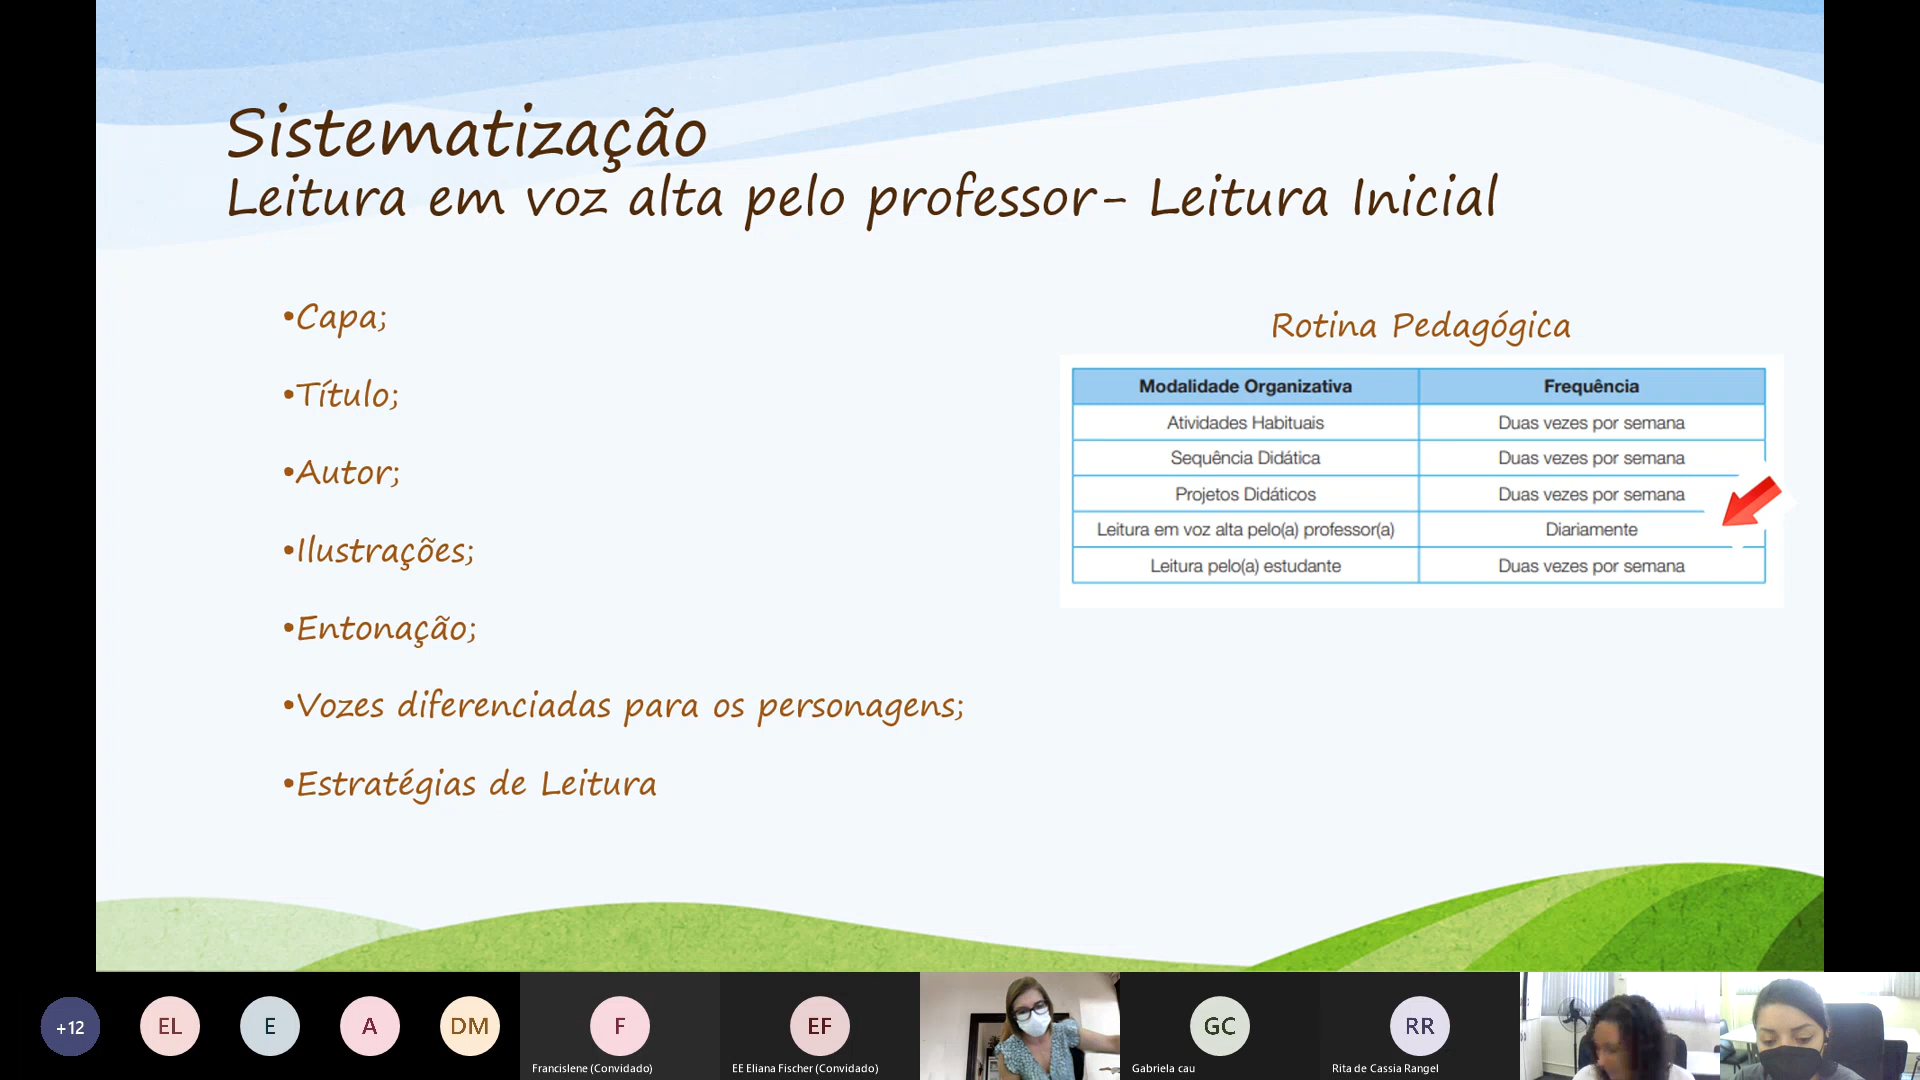 Sistematização
Leitura em voz alta pelo professor- Leitura Inicial
•Capa;
•Título;
•Autor;
•Ilustrações;
•Entonação;
•Vozes diferenciadas para os personagens;
•Estratégias de Leitura
Rotina Pedagógica
Modalidade Organizativa Frequência
Atividades Habituais Duas vezes por semana
Sequência Didática Duas vezes por semana
Projetos Didáticos Duas vezes por semana
Leitura em voz alta pelo(a) professor(a) Diariamente
Leitura pelo(a) estudante Duas vezes por semana
+12 EL E A DM F EF GC RR
Francislene (Convidado) EE Eliana Fischer (Convidado) Gabriela cau Rita de Cassia Rangel